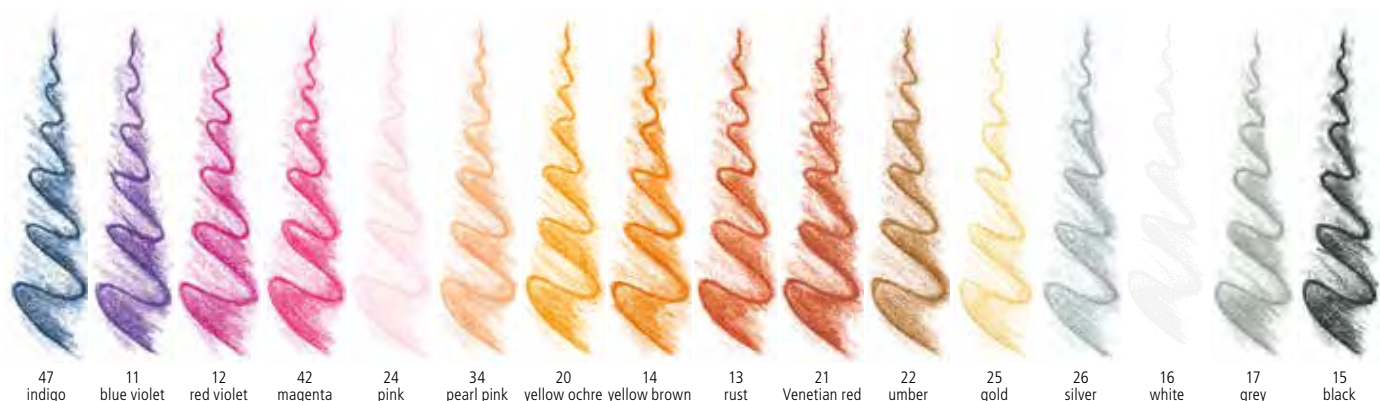 47 11 12 42 24 34 20 14 13 21 22 25 26 16 17 15
indigo blue violet red violet magenta pink pearl pink yellow ochre yellow brown rust Venetian red umber gold silver white grey black